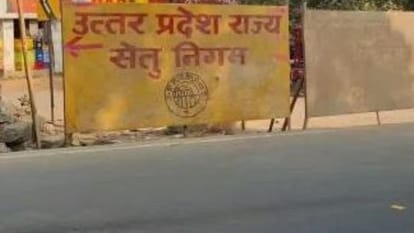 उत्तर प्रदेश राज्य
सेतु निगम